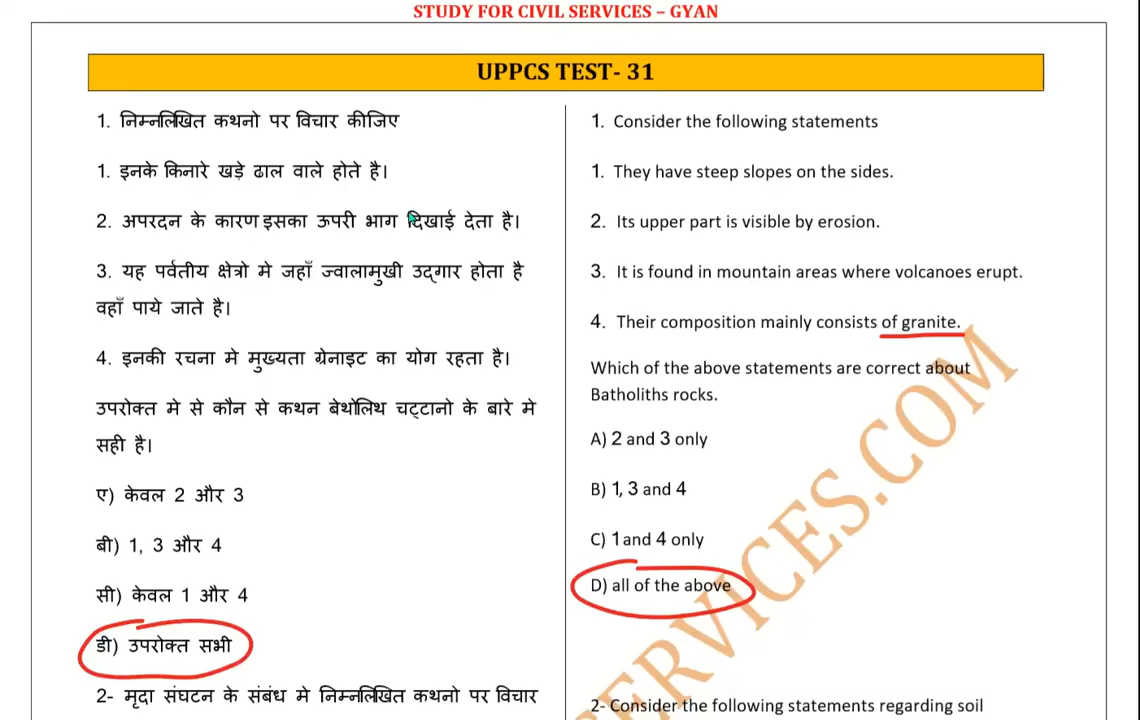 STUDY FOR CIVIL SERVICES – GYAN
UPPCS TEST- 31
1. निम्नलिखित कथनो पर विचार कीजिए
1. इनके किनारे खड़े ढाल वाले होते है।
2. अपरदन के कारण इसका ऊपरी भाग दिखाई देता है।
3. यह पर्वतीय क्षेत्रो मे जहाँ ज्वालामुखी उद्गार होता है
वहाँ पाये जाते है।
4. इनकी रचना मे मुख्यता ग्रेनाइट का योग रहता है।
उपरोक्त मे से कौन से कथन बेथोलिथ चट्टानो के बारे मे
सही है।
ए) केवल 2 और 3
बी) 1, 3 और 4
सी) केवल 1 और 4
डी) उपरोक्त सभी
2- मृदा संघटन के संबंध मे निम्नलिखित कथनो पर विचार
1. Consider the following statements
1. They have steep slopes on the sides.
2. Its upper part is visible by erosion.
3. It is found in mountain areas where volcanoes erupt.
4. Their composition mainly consists of granite.
Which of the above statements are correct about
Batholiths rocks.
A) 2 and 3 only
B) 1, 3 and 4
C) 1 and 4 only
D) all of the above
2- Consider the following statements regarding soil
SERVICES.COM